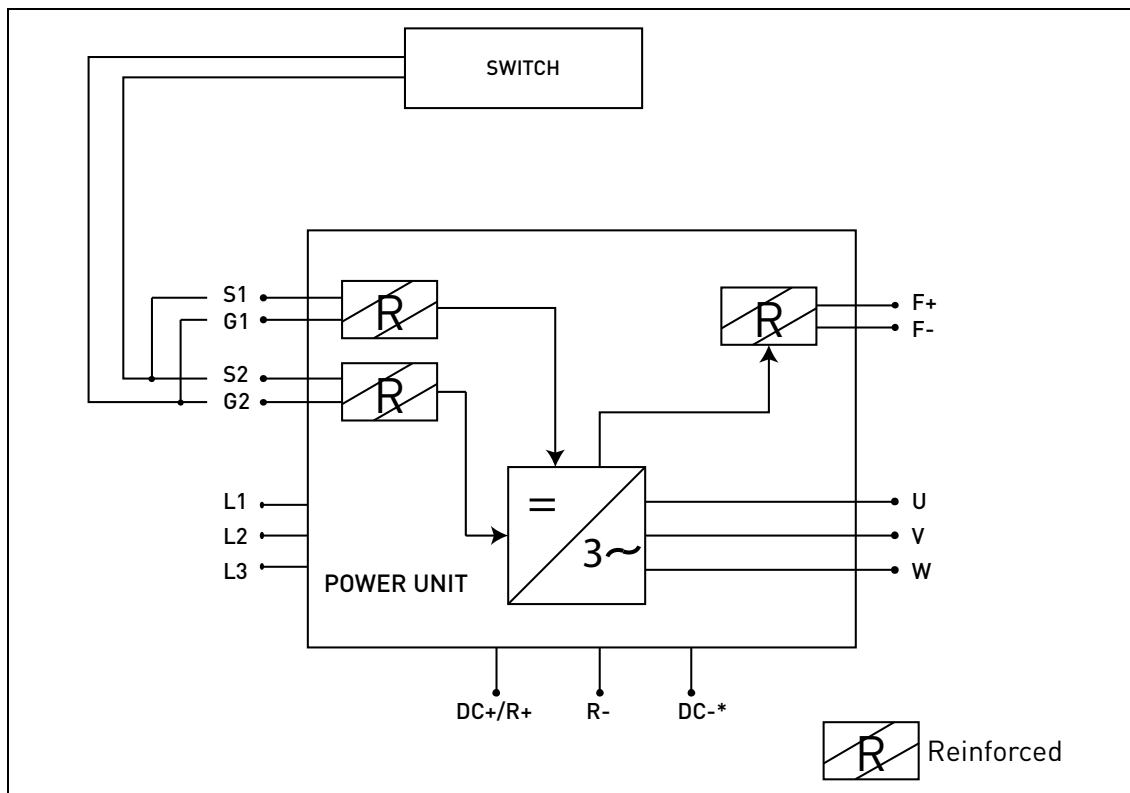 SWITCH
S1
G1
S2
G2
L1
L2
L3
R
R
R
F+
F-
=
3~
U
V
W
POWER UNIT
DC+/R+
R-
DC-*
R
Reinforced